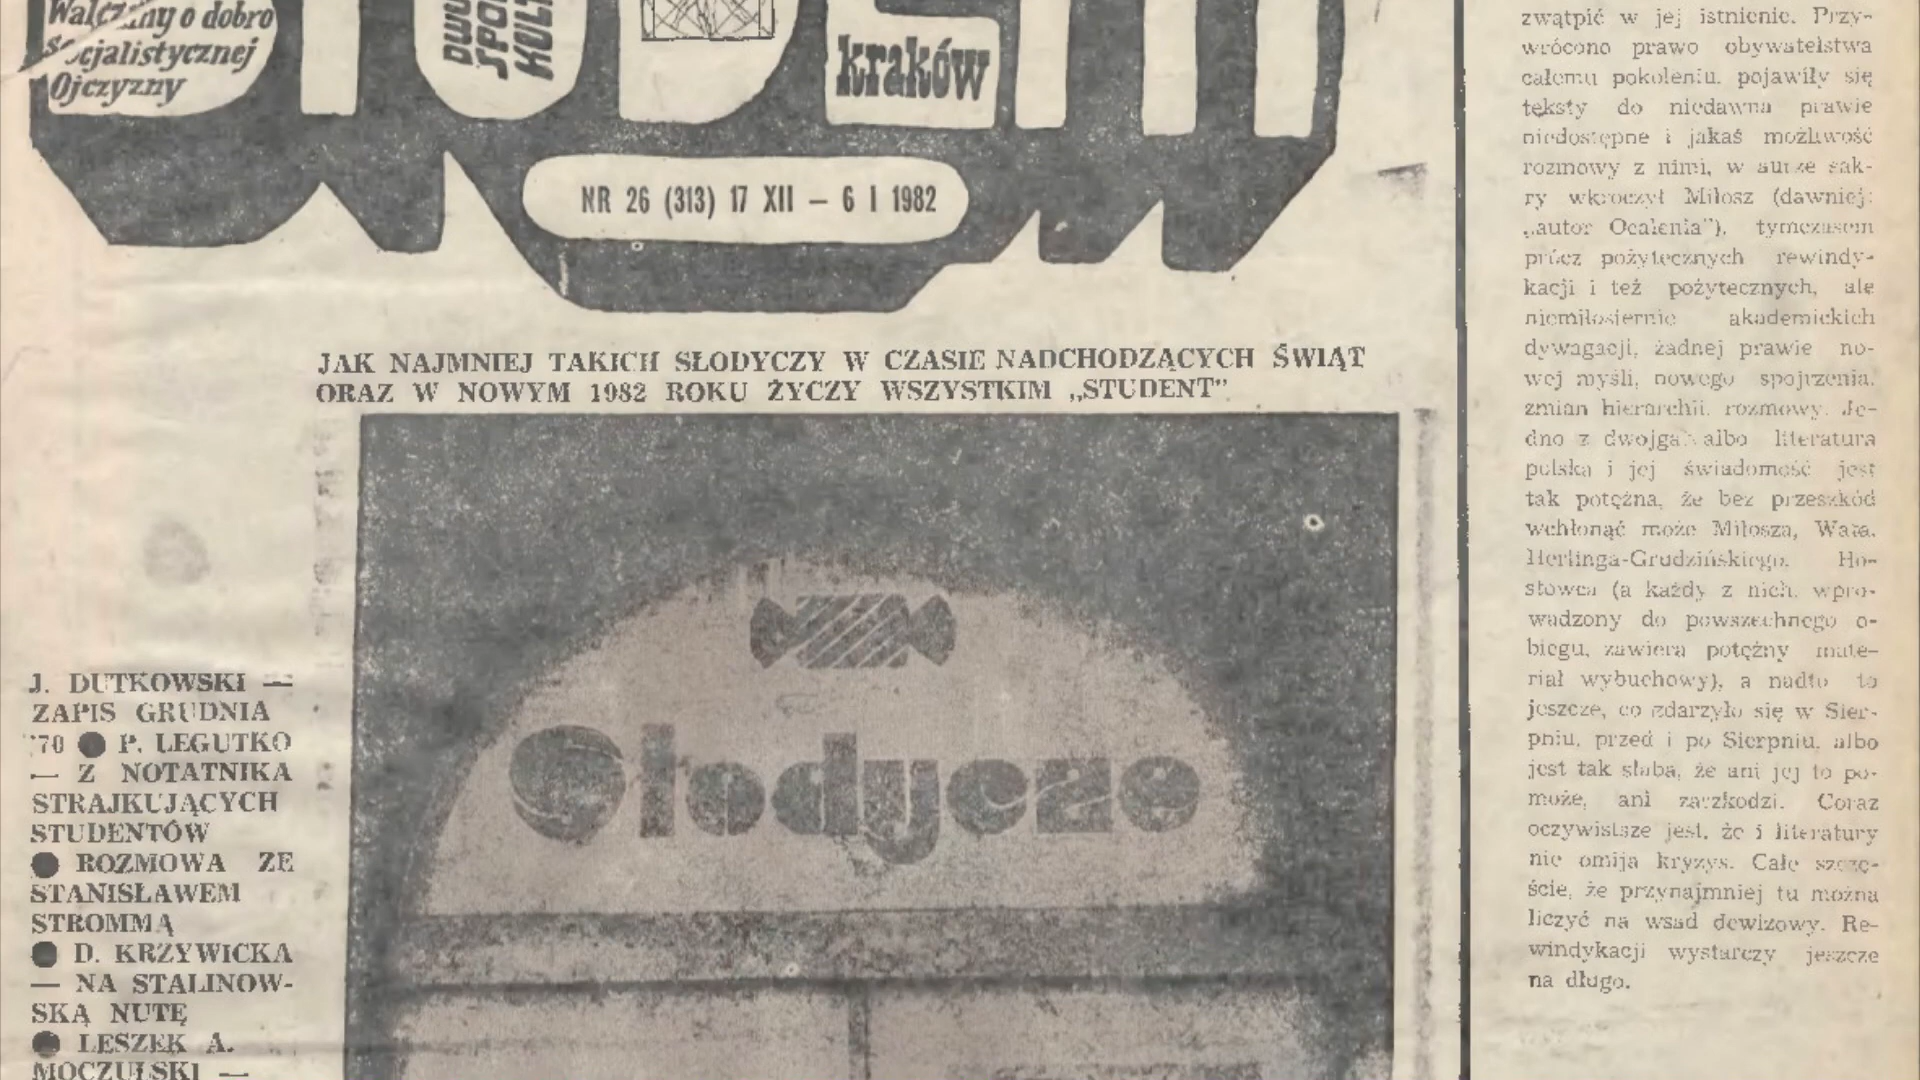 Walczymy o dobro
socjalistycznej
Ojczyzny
kraków
NR 26 (313) 17 XII — 6 I 1982
JAK NAJMNIEJ TAKICH SŁODYCZY W CZASIE NADCHODZĄCYCH ŚWIĄT
ORAZ W NOWYM 1982 ROKU ŻYCZY WSZYSTKIM „STUDENT”
Słodycze
J. DUTKOWSKI —
ZAPIS GRUDNIA
'70 ● P. LEGUTKO
— Z NOTATNIKA
STRAJKUJĄCYCH
STUDENTÓW
● ROZMOWA ZE
STANISŁAWEM
STROMMĄ
● D. KRZYWICKA
— NA STALINOW-
SKĄ NUTĘ
● LESZEK A.
MOCZULSKI —
zwątpić w jej istnienie. Przy-
wrócono prawo obywatelstwa
całemu pokoleniu, pojawiły się
teksty do niedawna prawie
niedostępne i jakaś możliwość
rozmowy z nimi, w aurze sak-
ry wkroczył Miłosz (dawniej:
„autor Ocalenia”), tymczasem
prócz pożytecznych rewindy-
kacji i też pożytecznych, ale
niemiłosiernie akademickich
dywagacji, żadnej prawie no-
wej myśli, nowego spojrzenia,
zmian hierarchii, rozmowy. Je-
dno z dwojga: albo literatura
polska i jej świadomość jest
tak potężna, że bez przeszkód
wchłonąć może Miłosza, Wata,
Herlinga-Grudzińskiego, Ho-
stowca (a każdy z nich, wpro-
wadzony do powszechnego o-
biegu, zawiera potężny mate-
riał wybuchowy), a nadto to
jeszcze, co zdarzyło się w Sier-
pniu, przed i po Sierpniu, albo
jest tak słaba, że ani jej to po-
może, ani zaszkodzi. Coraz
oczywistsze jest, że i literatury
nie omija kryzys. Całe szczę-
ście, że przynajmniej tu można
liczyć na wsad dewizowy. Re-
windykacji wystarczy jeszcze
na długo.